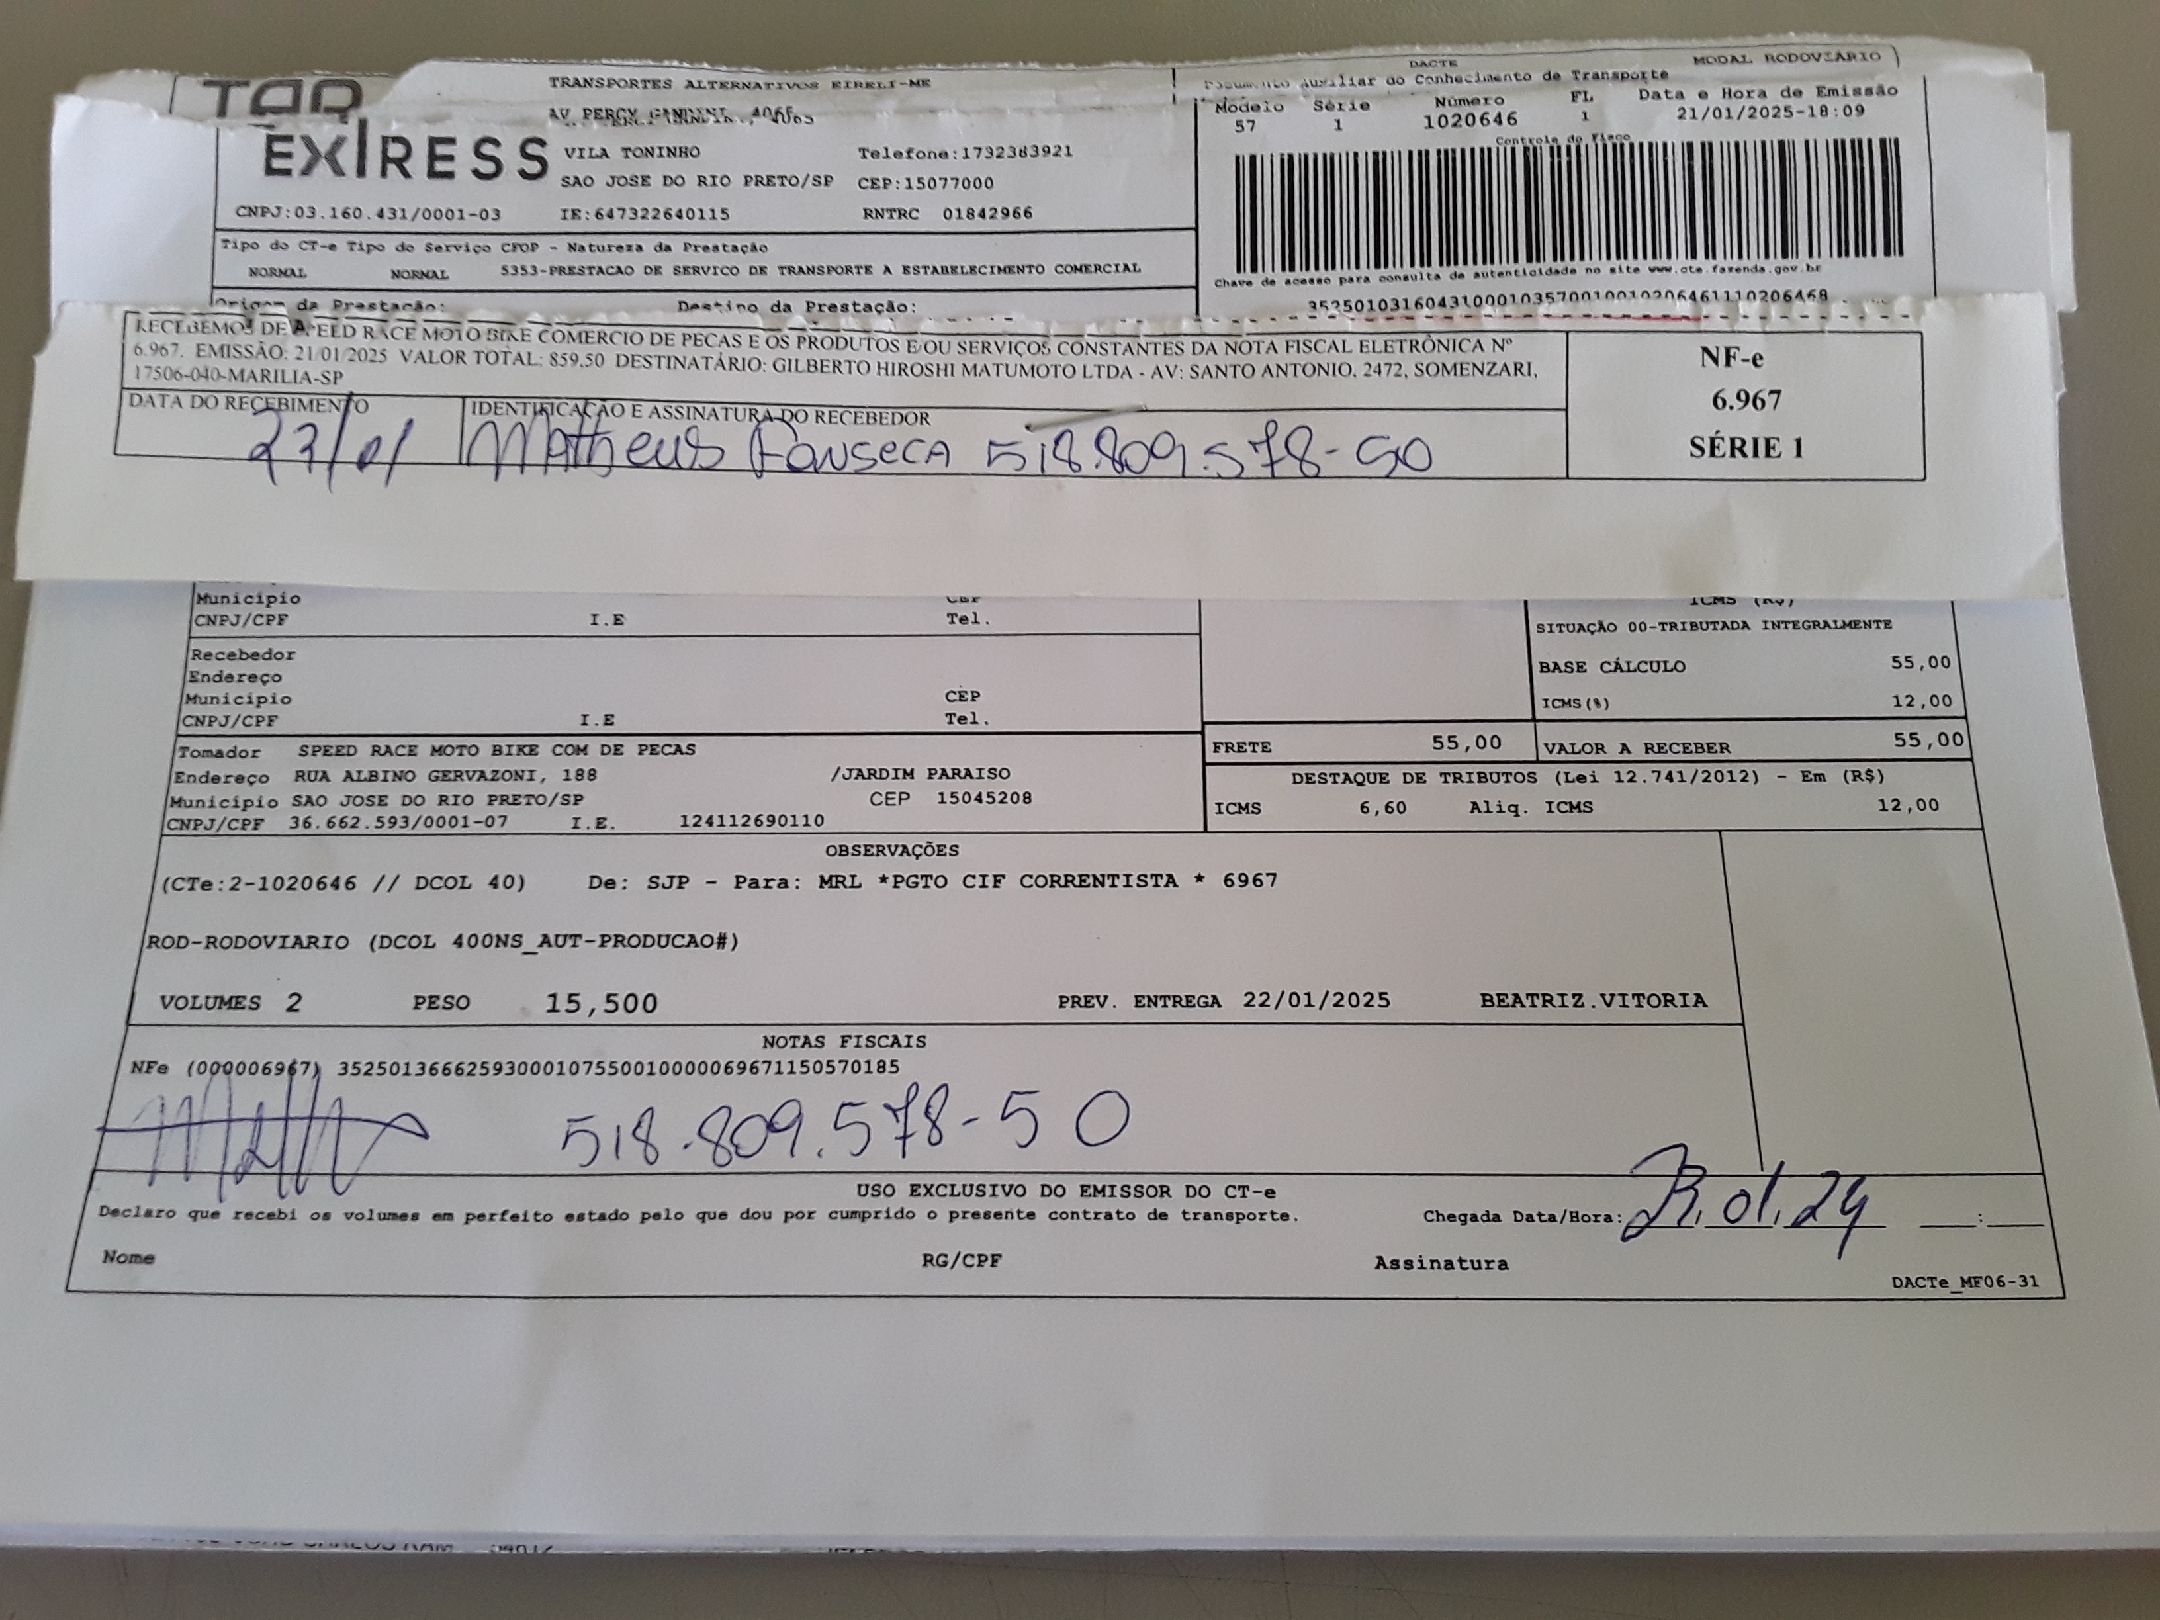 TRANSPORTES ALTERNATIVOS EIRELI-ME
AV PERCY GANDINI, 4065
VILA TONINHO Telefone:1732383921
SAO JOSE DO RIO PRETO/SP CEP:15077000
CNPJ:03.160.431/0001-03 IE:647322640115 RNTRC 01842966
EXPRESS
Tipo do CT-e Tipo do Serviço CFOP - Natureza da Prestação
NORMAL NORMAL 5353-PRESTACAO DE SERVICO DE TRANSPORTE A ESTABELECIMENTO COMERCIAL
Origem da Prestação: Destino da Prestação:
DACTE MODAL RODOVIÁRIO
Documento Auxiliar do Conhecimento de Transporte
Modelo Série Número FL Data e Hora de Emissão
57 1 1020646 1 21/01/2025-18:09
Controle do Fisco
Chave de acesso para consulta de autenticidade no site www.cte.fazenda.gov.br
35250103160431000103570010010206461110206468
RECEBEMOS DE SPEED RACE MOTO BIKE COMERCIO DE PECAS E OS PRODUTOS E/OU SERVIÇOS CONSTANTES DA NOTA FISCAL ELETRÔNICA Nº
6.967. EMISSÃO: 21/01/2025 VALOR TOTAL: 859,50 DESTINATÁRIO: GILBERTO HIROSHI MATUMOTO LTDA - AV: SANTO ANTONIO, 2472, SOMENZARI,
17506-040-MARILIA-SP
DATA DO RECEBIMENTO IDENTIFICAÇÃO E ASSINATURA DO RECEBEDOR
/01 Matheus Fonseca 518.809.578-50
NF-e
6.967
SÉRIE 1
Município CEP
CNPJ/CPF I.E Tel.
Recebedor
Endereço
Município CEP
CNPJ/CPF I.E Tel.
ICMS (R$)
SITUAÇÃO 00-TRIBUTADA INTEGRALMENTE
BASE CÁLCULO 55,00
ICMS(%) 12,00
FRETE 55,00 VALOR A RECEBER 55,00
Tomador SPEED RACE MOTO BIKE COM DE PECAS
Endereço RUA ALBINO GERVAZONI, 188 /JARDIM PARAISO
Município SAO JOSE DO RIO PRETO/SP CEP 15045208
CNPJ/CPF 36.662.593/0001-07 I.E. 124112690110
DESTAQUE DE TRIBUTOS (Lei 12.741/2012) - Em (R$)
ICMS 6,60 Aliq. ICMS 12,00
OBSERVAÇÕES
(CTe:2-1020646 // DCOL 40) De: SJP - Para: MRL *PGTO CIF CORRENTISTA * 6967
ROD-RODOVIARIO (DCOL 400NS_AUT-PRODUCAO#)
VOLUMES 2 PESO 15,500 PREV. ENTREGA 22/01/2025 BEATRIZ.VITORIA
NOTAS FISCAIS
NFe (000006967) 35250136662593000107550010000069671150570185
518.809.578-50
USO EXCLUSIVO DO EMISSOR DO CT-e
Declaro que recebi os volumes em perfeito estado pelo que dou por cumprido o presente contrato de transporte.
Chegada Data/Hora: .01.24 __:__
Nome RG/CPF Assinatura
DACTe_MF06-31